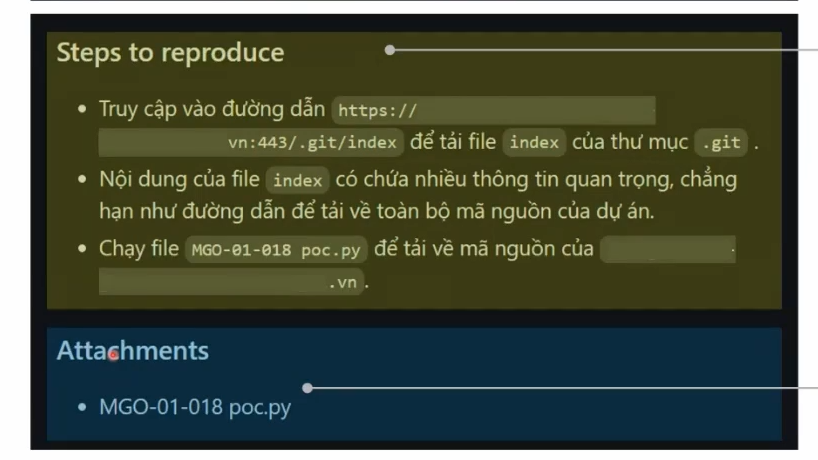 Steps to reproduce
• Truy cập vào đường dẫn https://
vn:443/.git/index để tải file index của thư mục .git .
• Nội dung của file index có chứa nhiều thông tin quan trọng, chẳng
hạn như đường dẫn để tải về toàn bộ mã nguồn của dự án.
• Chạy file MGO-01-018 poc.py để tải về mã nguồn của
.vn .
Attachments
• MGO-01-018 poc.py